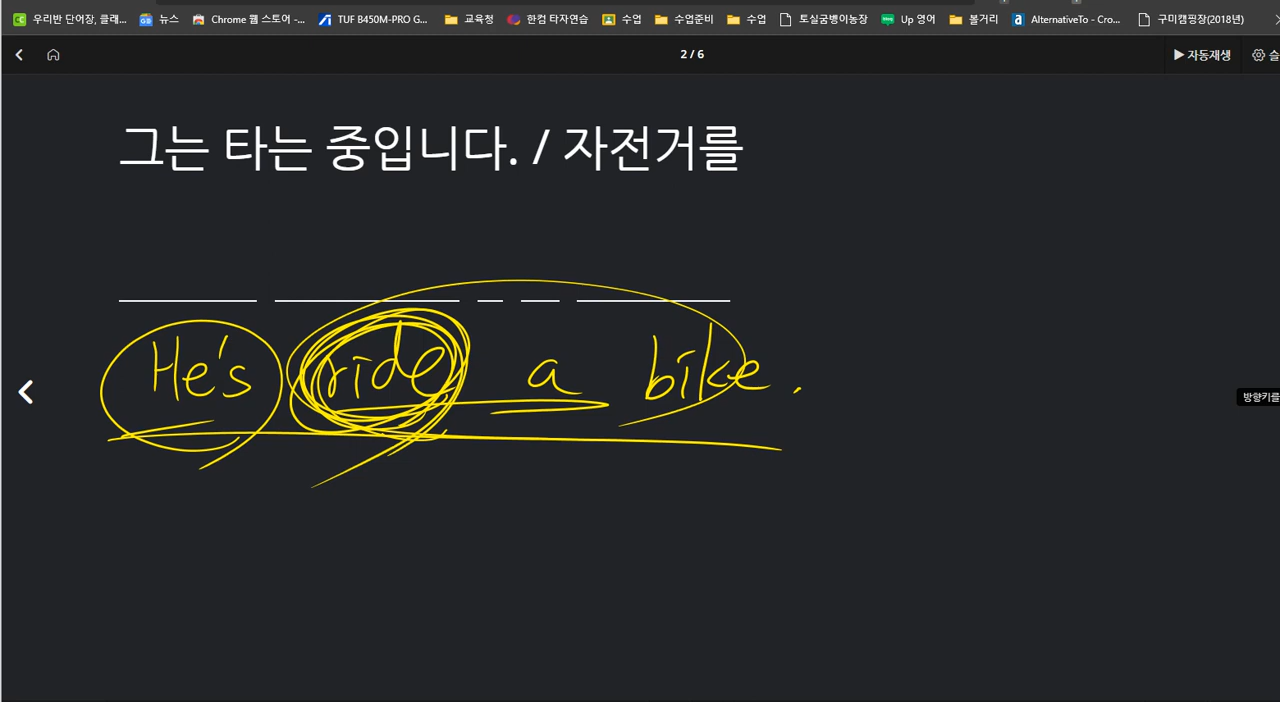 우리반 단어장, 클래... 뉴스 Chrome 웹 스토어 -... TUF B450M-PRO G... 교육청 한컴 타자연습 수업 수업준비 수업 토실굼벵이농장 Up 영어 볼거리 AlternativeTo - Cro... 구미캠핑장(2018년)
2 / 6 ▶ 자동재생 슬
그는 타는 중입니다. / 자전거를
He's ride a bike.
방향키를